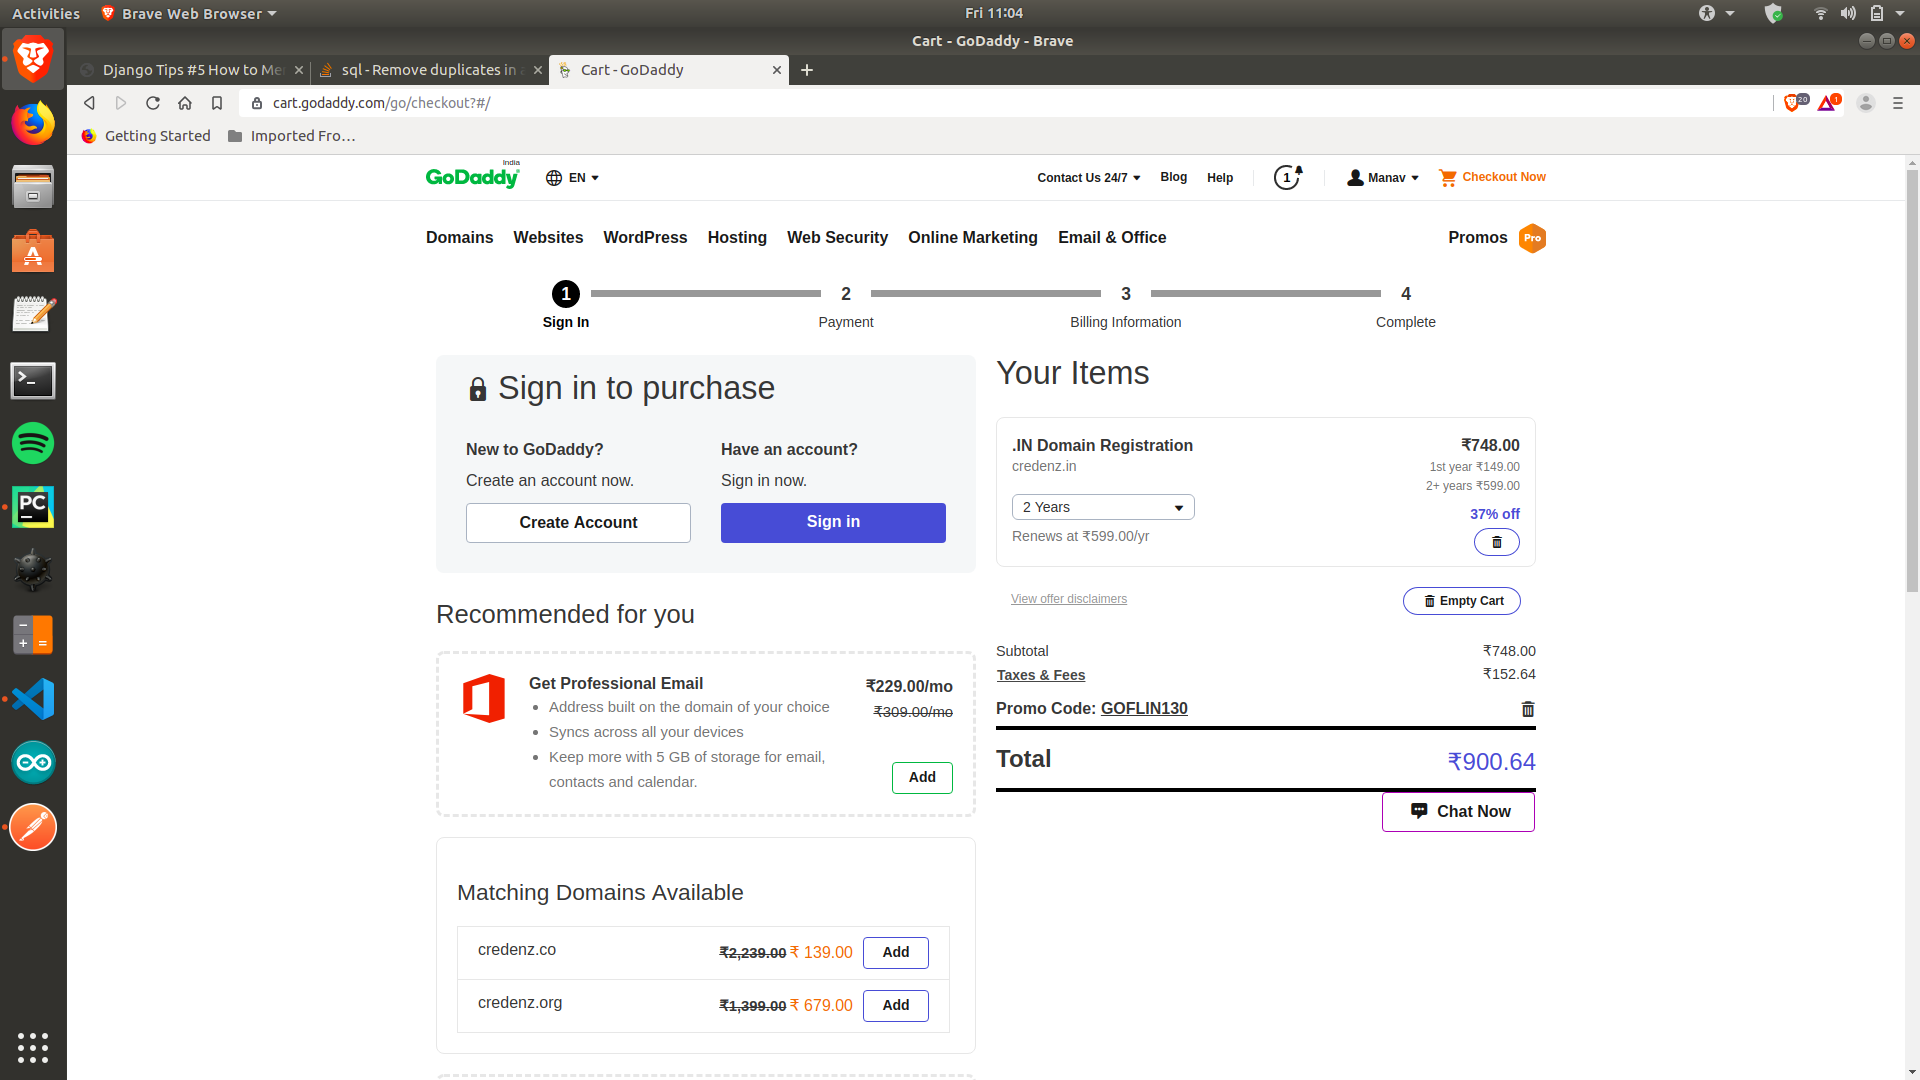 Activities
Brave Web Browser
Fri 11:04
Cart - GoDaddy - Brave
Django Tips #5 How to Me
sql - Remove duplicates in
Cart - GoDaddy
cart.godaddy.com/go/checkout?#/
20
1
Getting Started
Imported Fro…
India
GoDaddy
EN
Contact Us 24/7
Blog
Help
1
Manav
Checkout Now
Domains
Websites
WordPress
Hosting
Web Security
Online Marketing
Email & Office
Promos
Pro
1
2
3
4
Sign In
Payment
Billing Information
Complete
Sign in to purchase
New to GoDaddy?
Create an account now.
Create Account
Have an account?
Sign in now.
Sign in
Recommended for you
Get Professional Email
Address built on the domain of your choice
Syncs across all your devices
Keep more with 5 GB of storage for email,
contacts and calendar.
₹229.00/mo
₹309.00/mo
Add
Matching Domains Available
credenz.co
₹2,239.00 ₹ 139.00
Add
credenz.org
₹1,399.00 ₹ 679.00
Add
Your Items
.IN Domain Registration
₹748.00
credenz.in
1st year ₹149.00
2+ years ₹599.00
2 Years
37% off
Renews at ₹599.00/yr
View offer disclaimers
Empty Cart
Subtotal
₹748.00
Taxes & Fees
₹152.64
Promo Code: GOFLIN130
Total
₹900.64
Chat Now
PC